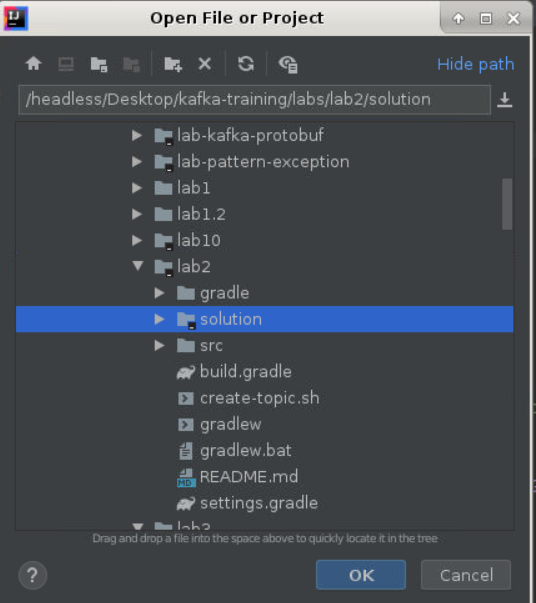 Open File or Project
Hide path
/headless/Desktop/kafka-training/labs/lab2/solution
lab-kafka-protobuf
lab-pattern-exception
lab1
lab1.2
lab10
lab2
gradle
solution
src
build.gradle
create-topic.sh
gradlew
gradlew.bat
MD README.md
settings.gradle
lab3
Drag and drop a file into the space above to quickly locate it in the tree
? OK Cancel